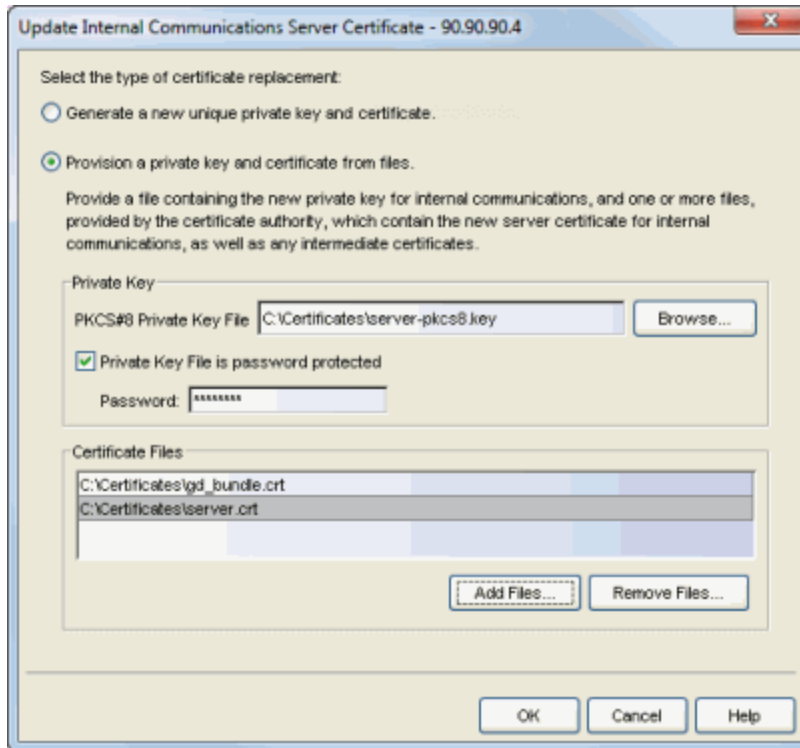 Update Internal Communications Server Certificate - 90.90.90.4
Select the type of certificate replacement:
Generate a new unique private key and certificate.
Provision a private key and certificate from files.
Provide a file containing the new private key for internal communications, and one or more files,
provided by the certificate authority, which contain the new server certificate for internal
communications, as well as any intermediate certificates.
Private Key
PKCS#8 Private Key File C:\Certificates\server-pkcs8.key Browse...
Private Key File is password protected
Password: ********
Certificate Files
C:\Certificates\gd_bundle.crt
C:\Certificates\server.crt
Add Files... Remove Files...
OK Cancel Help